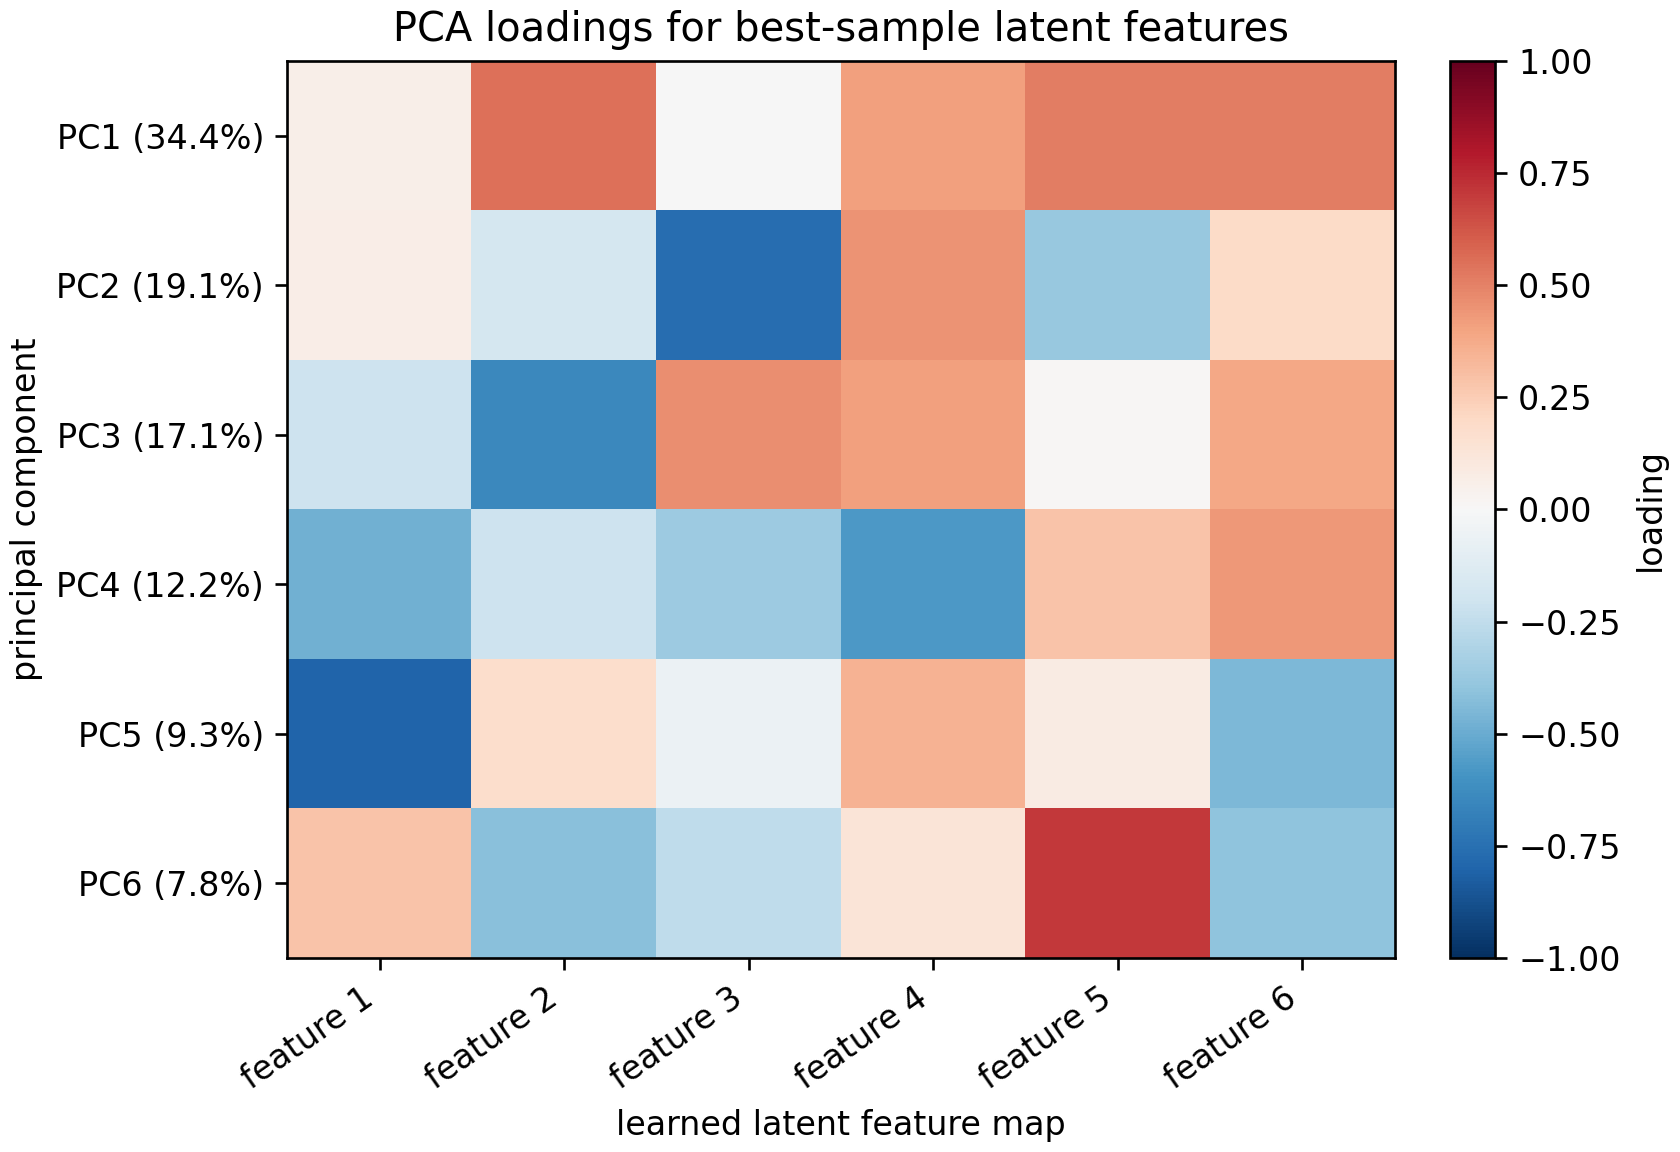 PCA loadings for best-sample latent features
principal component
PC1 (34.4%)
PC2 (19.1%)
PC3 (17.1%)
PC4 (12.2%)
PC5 (9.3%)
PC6 (7.8%)
feature 1
feature 2
feature 3
feature 4
feature 5
feature 6
learned latent feature map
1.00
0.75
0.50
0.25
0.00
−0.25
−0.50
−0.75
−1.00
loading